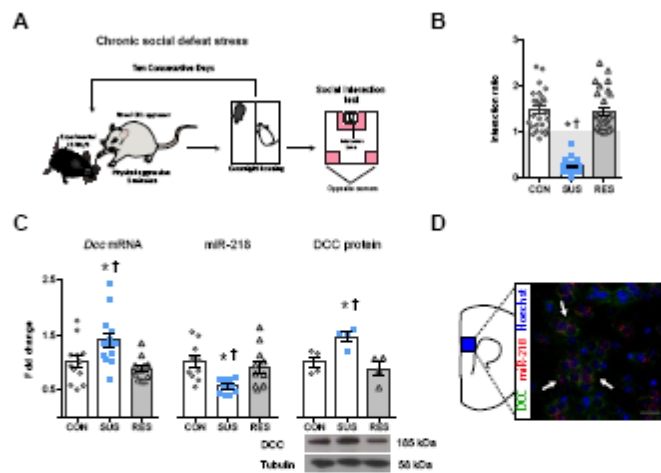 A
Chronic social defeat stress
Ten Consecutive Days
Physical aggressive
Overnight housing
Social Interaction
test
Opposite corners
B
Interaction ratio
3
2
1
0
*†
CON SUS RES
C
Dcc mRNA
miR-218
DCC protein
Fold change
2.5
1.5
0.5
*†
*†
*†
CON SUS RES
CON SUS RES
CON SUS RES
DCC
185 kDa
Tubulin
58 kDa
D
DCC miR-218 Hoechst